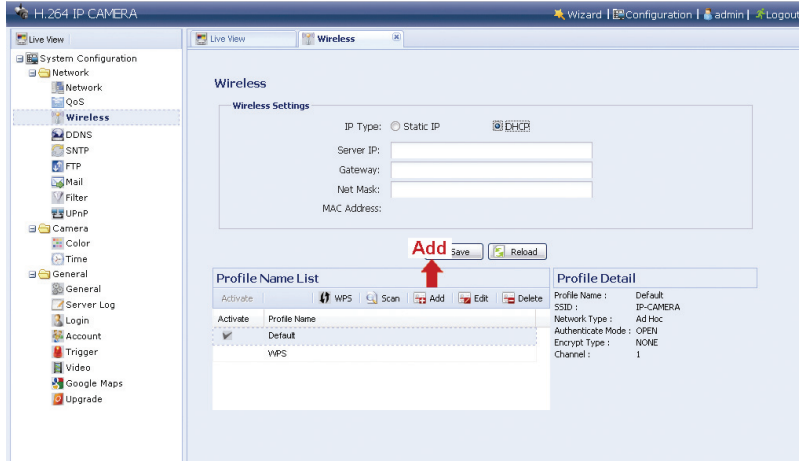 H.264 IP CAMERA
Wizard | Configuration | admin | Logout
Live View
System Configuration
Network
Network
QoS
Wireless
DDNS
SNTP
FTP
Mail
Filter
UPnP
Camera
Color
Time
General
General
Server Log
Login
Account
Trigger
Video
Google Maps
Upgrade
Live View
Wireless
Wireless
Wireless Settings
IP Type: Static IP DHCP
Server IP:
Gateway:
Net Mask:
MAC Address:
Add
Save Reload
Profile Name List
Activate WPS Scan Add Edit Delete
Activate Profile Name
Default
WPS
Profile Detail
Profile Name : Default
SSID : IP-CAMERA
Network Type : Ad Hoc
Authenticate Mode : OPEN
Encrypt Type : NONE
Channel : 1